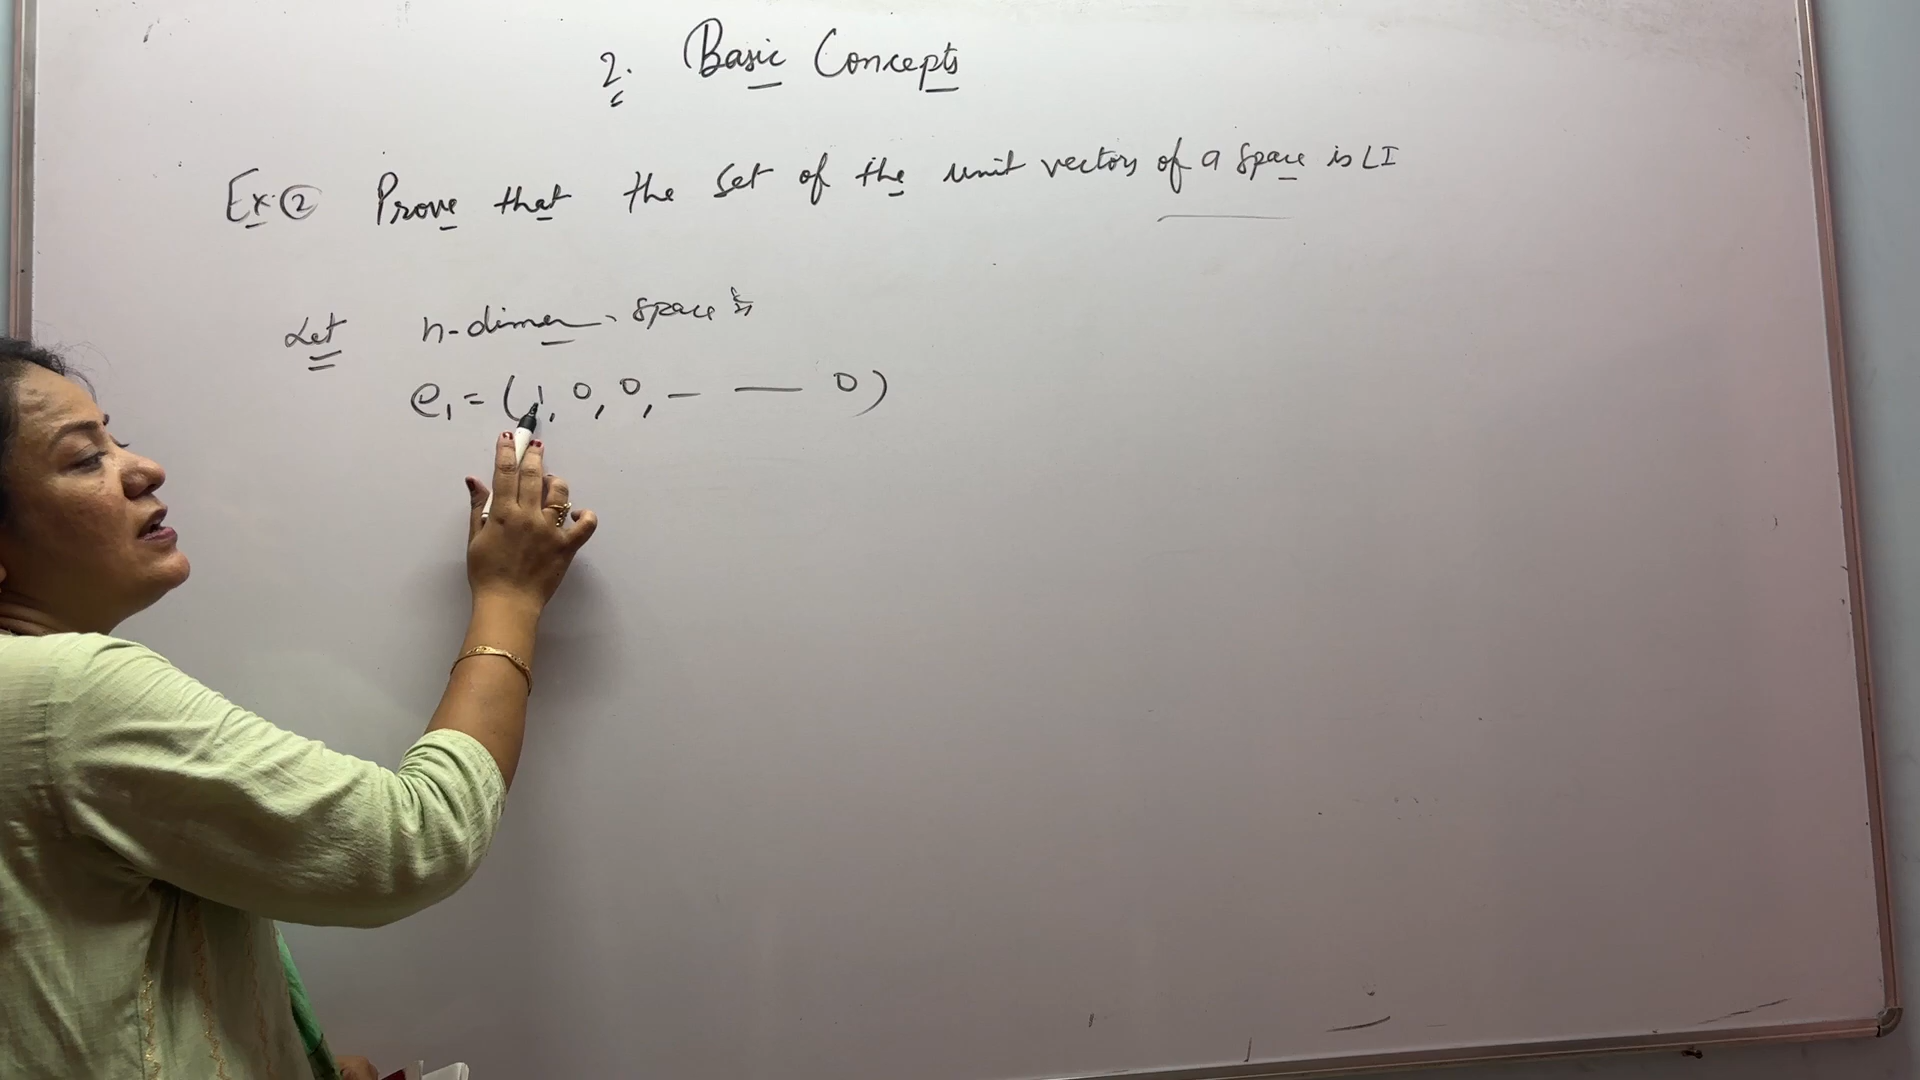 2. Basic Concepts
Ex. ② Prove that the set of the unit vectors of a space is LI
Let n-dimen. space is
e₁ = (1, 0, 0, — — 0)